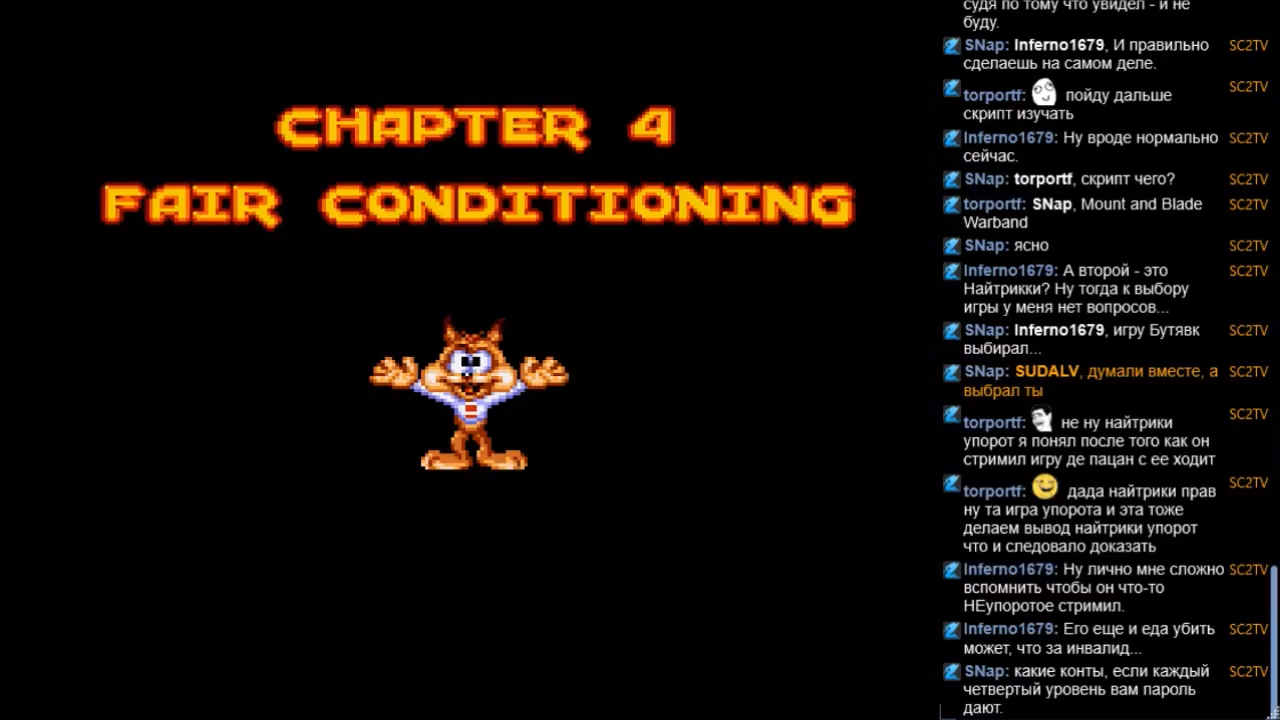 CHAPTER 4
FAIR CONDITIONING
судя по тому что увидел - и не
буду.
SNap: Inferno1679, И правильно SC2TV
сделаешь на самом деле.
torportf: пойду дальше SC2TV
скрипт изучать
Inferno1679: Ну вроде нормально SC2TV
сейчас.
SNap: torportf, скрипт чего? SC2TV
torportf: SNap, Mount and Blade SC2TV
Warband
SNap: ясно SC2TV
Inferno1679: А второй - это SC2TV
Найтрикки? Ну тогда к выбору
игры у меня нет вопросов...
SNap: Inferno1679, игру Бутявк SC2TV
выбирал...
SNap: SUDALV, думали вместе, а SC2TV
выбрал ты
torportf: не ну найтрики SC2TV
упорот я понял после того как он
стримил игру де пацан с ее ходит
torportf: дада найтрики прав SC2TV
ну та игра упорота и эта тоже
делаем вывод найтрики упорот
что и следовало доказать
Inferno1679: Ну лично мне сложно SC2TV
вспомнить чтобы он что-то
НЕупоротое стримил.
Inferno1679: Его еще и еда убить SC2TV
может, что за инвалид...
SNap: какие конты, если каждый SC2TV
четвертый уровень вам пароль
дают.